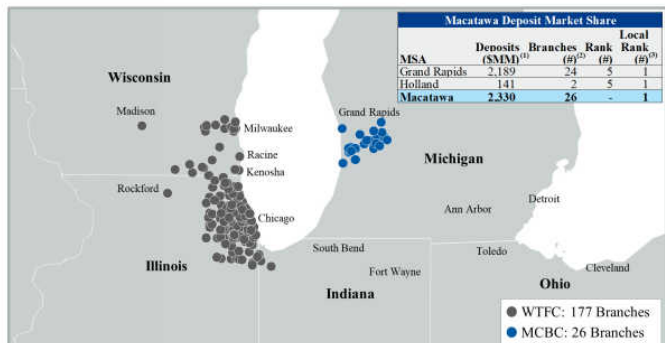 Macatawa Deposit Market Share
MSA Deposits ($MM)(1) Branches (#)(2) Rank (#) Local Rank (#)(3)
Grand Rapids 2,189 24 5 1
Holland 141 2 5 1
Macatawa 2,330 26 - 1
Wisconsin
Madison
Milwaukee
Grand Rapids
Racine
Kenosha
Michigan
Rockford
Chicago
Ann Arbor
Detroit
South Bend
Toledo
Illinois
Fort Wayne
Cleveland
Indiana
Ohio
WTFC: 177 Branches
MCBC: 26 Branches